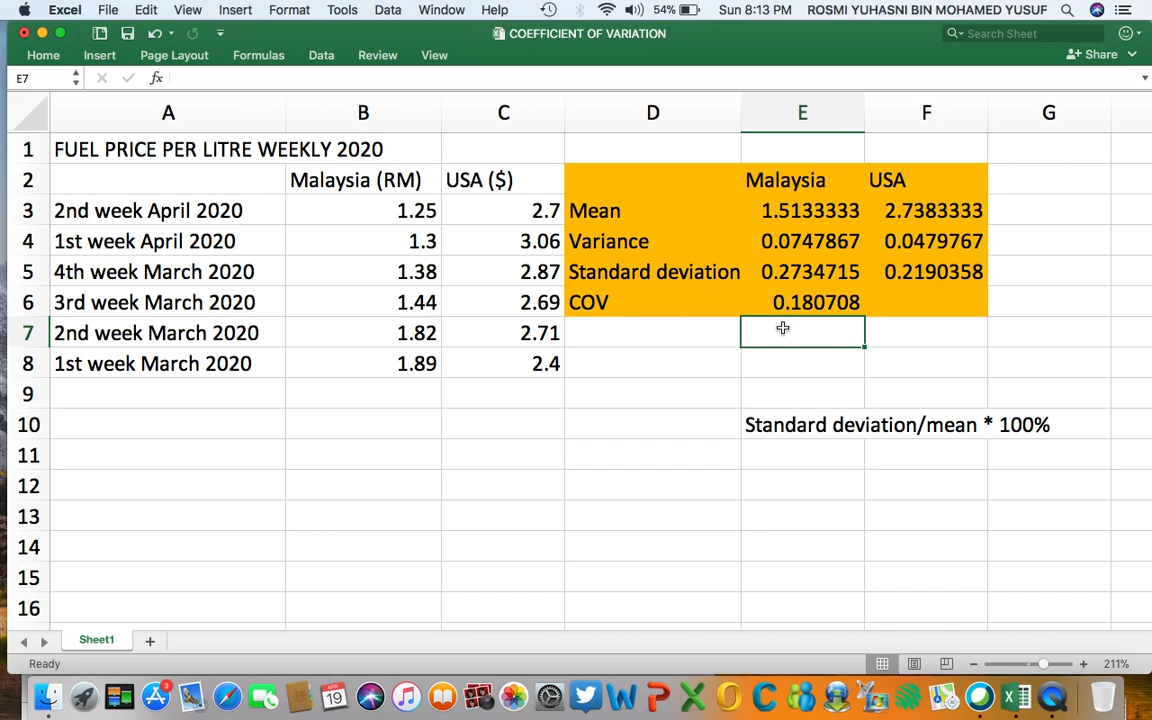 Excel File Edit View Insert Format Tools Data Window Help 54% Sun 8:13 PM ROSMI YUHASNI BIN MOHAMED YUSUF
COEFFICIENT OF VARIATION Search Sheet
Home Insert Page Layout Formulas Data Review View Share
E7 fx
A B C D E F G
1 FUEL PRICE PER LITRE WEEKLY 2020
2 Malaysia (RM) USA ($) Malaysia USA
3 2nd week April 2020 1.25 2.7 Mean 1.5133333 2.7383333
4 1st week April 2020 1.3 3.06 Variance 0.0747867 0.0479767
5 4th week March 2020 1.38 2.87 Standard deviation 0.2734715 0.2190358
6 3rd week March 2020 1.44 2.69 COV 0.180708
7 2nd week March 2020 1.82 2.71
8 1st week March 2020 1.89 2.4
9
10 Standard deviation/mean * 100%
11
12
13
14
15
16
Sheet1
Ready 211%
3 APR 19